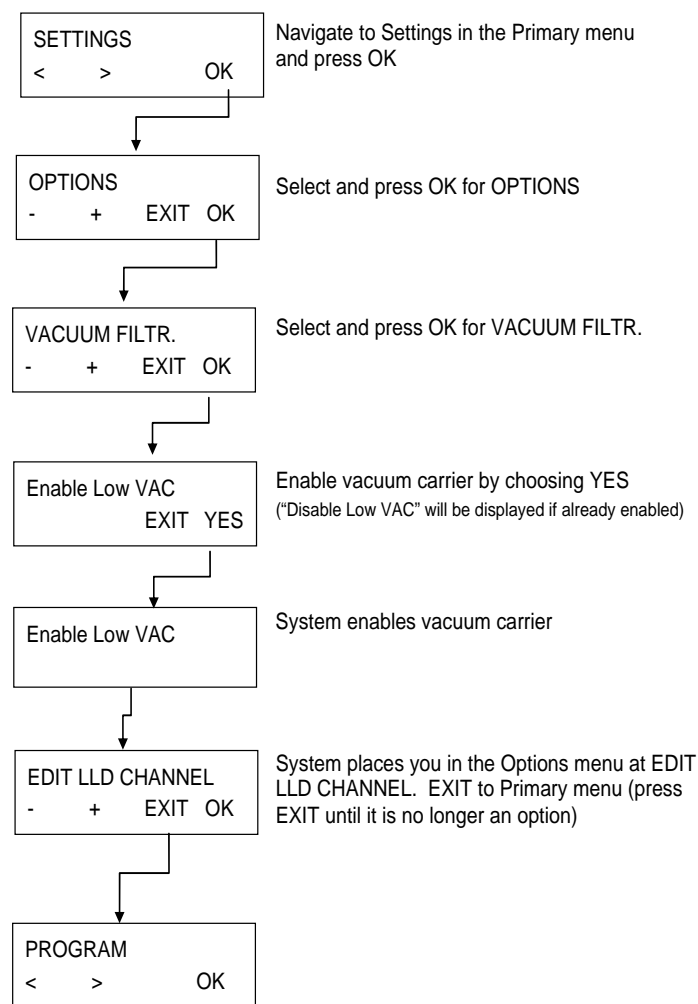 SETTINGS
< > OK
Navigate to Settings in the Primary menu
and press OK
OPTIONS
- + EXIT OK
Select and press OK for OPTIONS
VACUUM FILTR.
- + EXIT OK
Select and press OK for VACUUM FILTR.
Enable Low VAC
EXIT YES
Enable vacuum carrier by choosing YES
(“Disable Low VAC” will be displayed if already enabled)
Enable Low VAC
System enables vacuum carrier
EDIT LLD CHANNEL
- + EXIT OK
System places you in the Options menu at EDIT
LLD CHANNEL. EXIT to Primary menu (press
EXIT until it is no longer an option)
PROGRAM
< > OK